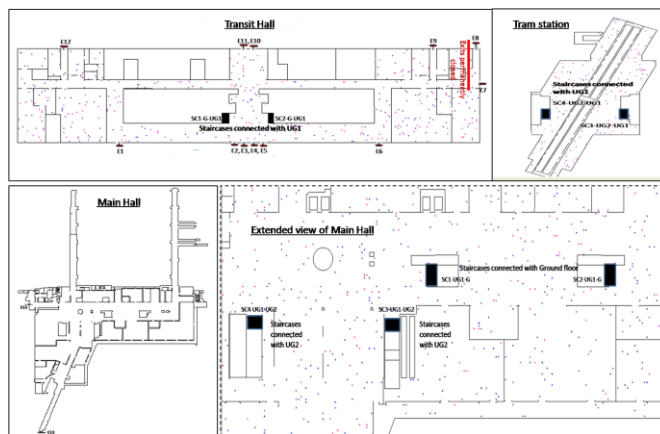 Transit Hall
E12
E11 E10
E9
E8
Exits permanently
closed
E7
SC1-G-UG1
SC2-G-UG1
Staircases connected with UG1
E1
E2 E3 E4 E5
E6
Tram station
Staircases connected
with UG1
SC4-UG2-UG1
SC3-UG2-UG1
Main Hall
Extended view of Main Hall
Staircases connected with Ground floor
SC1-UG1-G
SC2-UG1-G
SC4-UG1-UG2
Staircases
connected
with UG2
SC3-UG1-UG2
Staircases
connected
with UG2